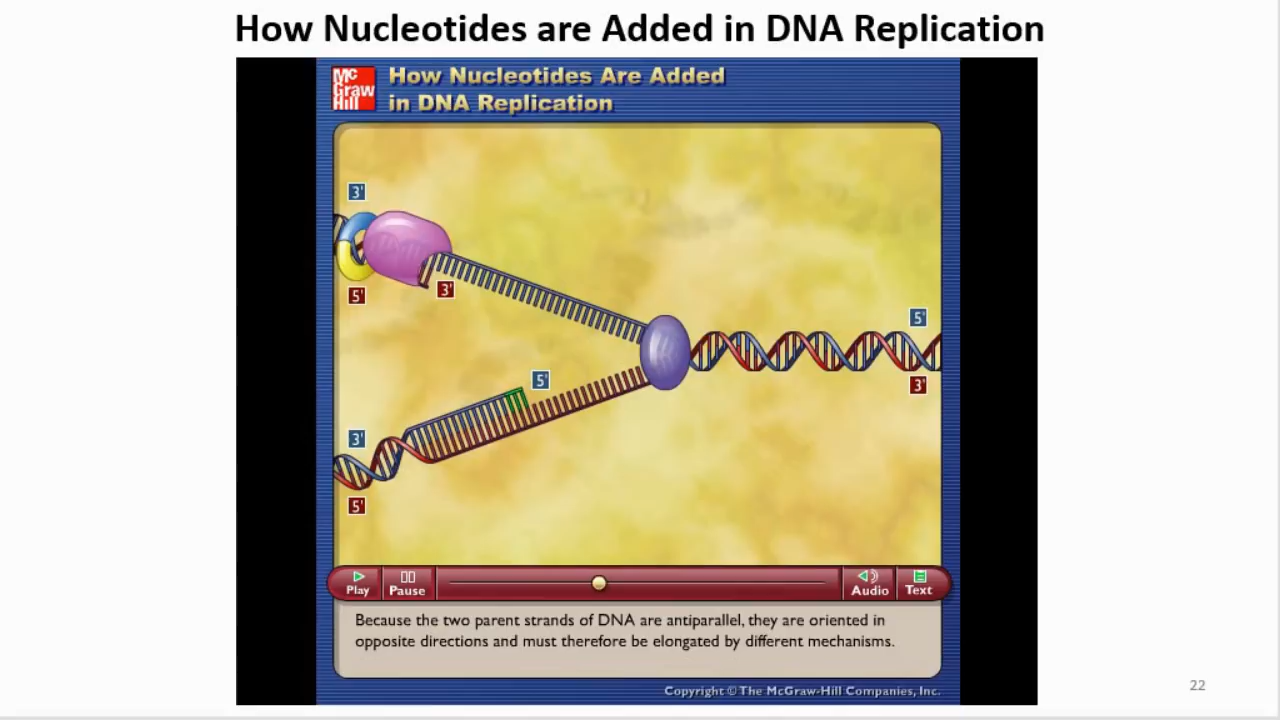 How Nucleotides are Added in DNA Replication
Mc
Graw
Hill
How Nucleotides Are Added
in DNA Replication
3'
5'
3'
5'
3'
5'
3'
5'
Play
Pause
Audio
Text
Because the two parent strands of DNA are antiparallel, they are oriented in
opposite directions and must therefore be elongated by different mechanisms.
Copyright © The McGraw-Hill Companies, Inc.
22